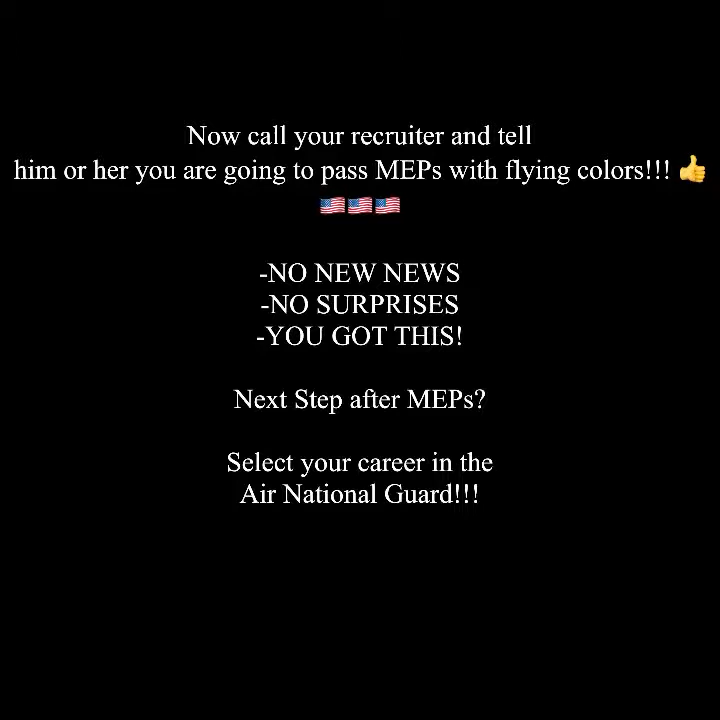 Now call your recruiter and tell
him or her you are going to pass MEPs with flying colors!!! 👍
🇺🇸🇺🇸🇺🇸
-NO NEW NEWS
-NO SURPRISES
-YOU GOT THIS!
Next Step after MEPs?
Select your career in the
Air National Guard!!!